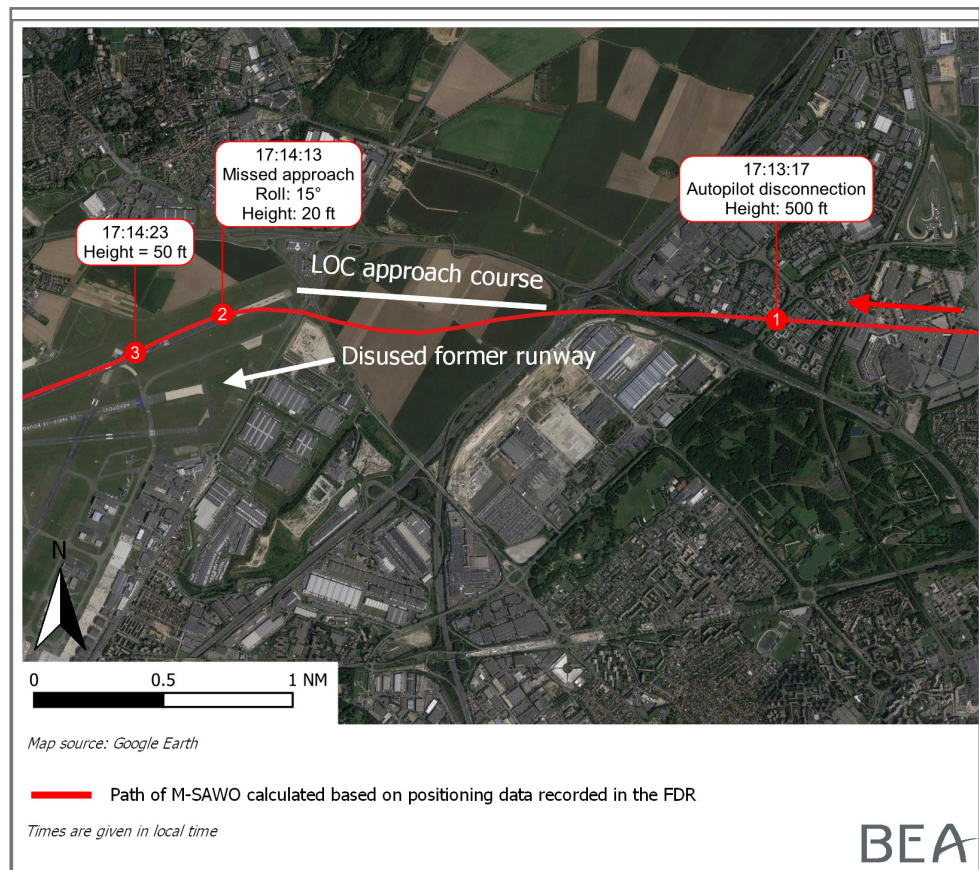 17:14:13
Missed approach
Roll: 15°
Height: 20 ft
17:13:17
Autopilot disconnection
Height: 500 ft
17:14:23
Height = 50 ft
LOC approach course
2
1
3
Disused former runway
N
0 0.5 1 NM
Map source: Google Earth
Path of M-SAWO calculated based on positioning data recorded in the FDR
Times are given in local time
BEA